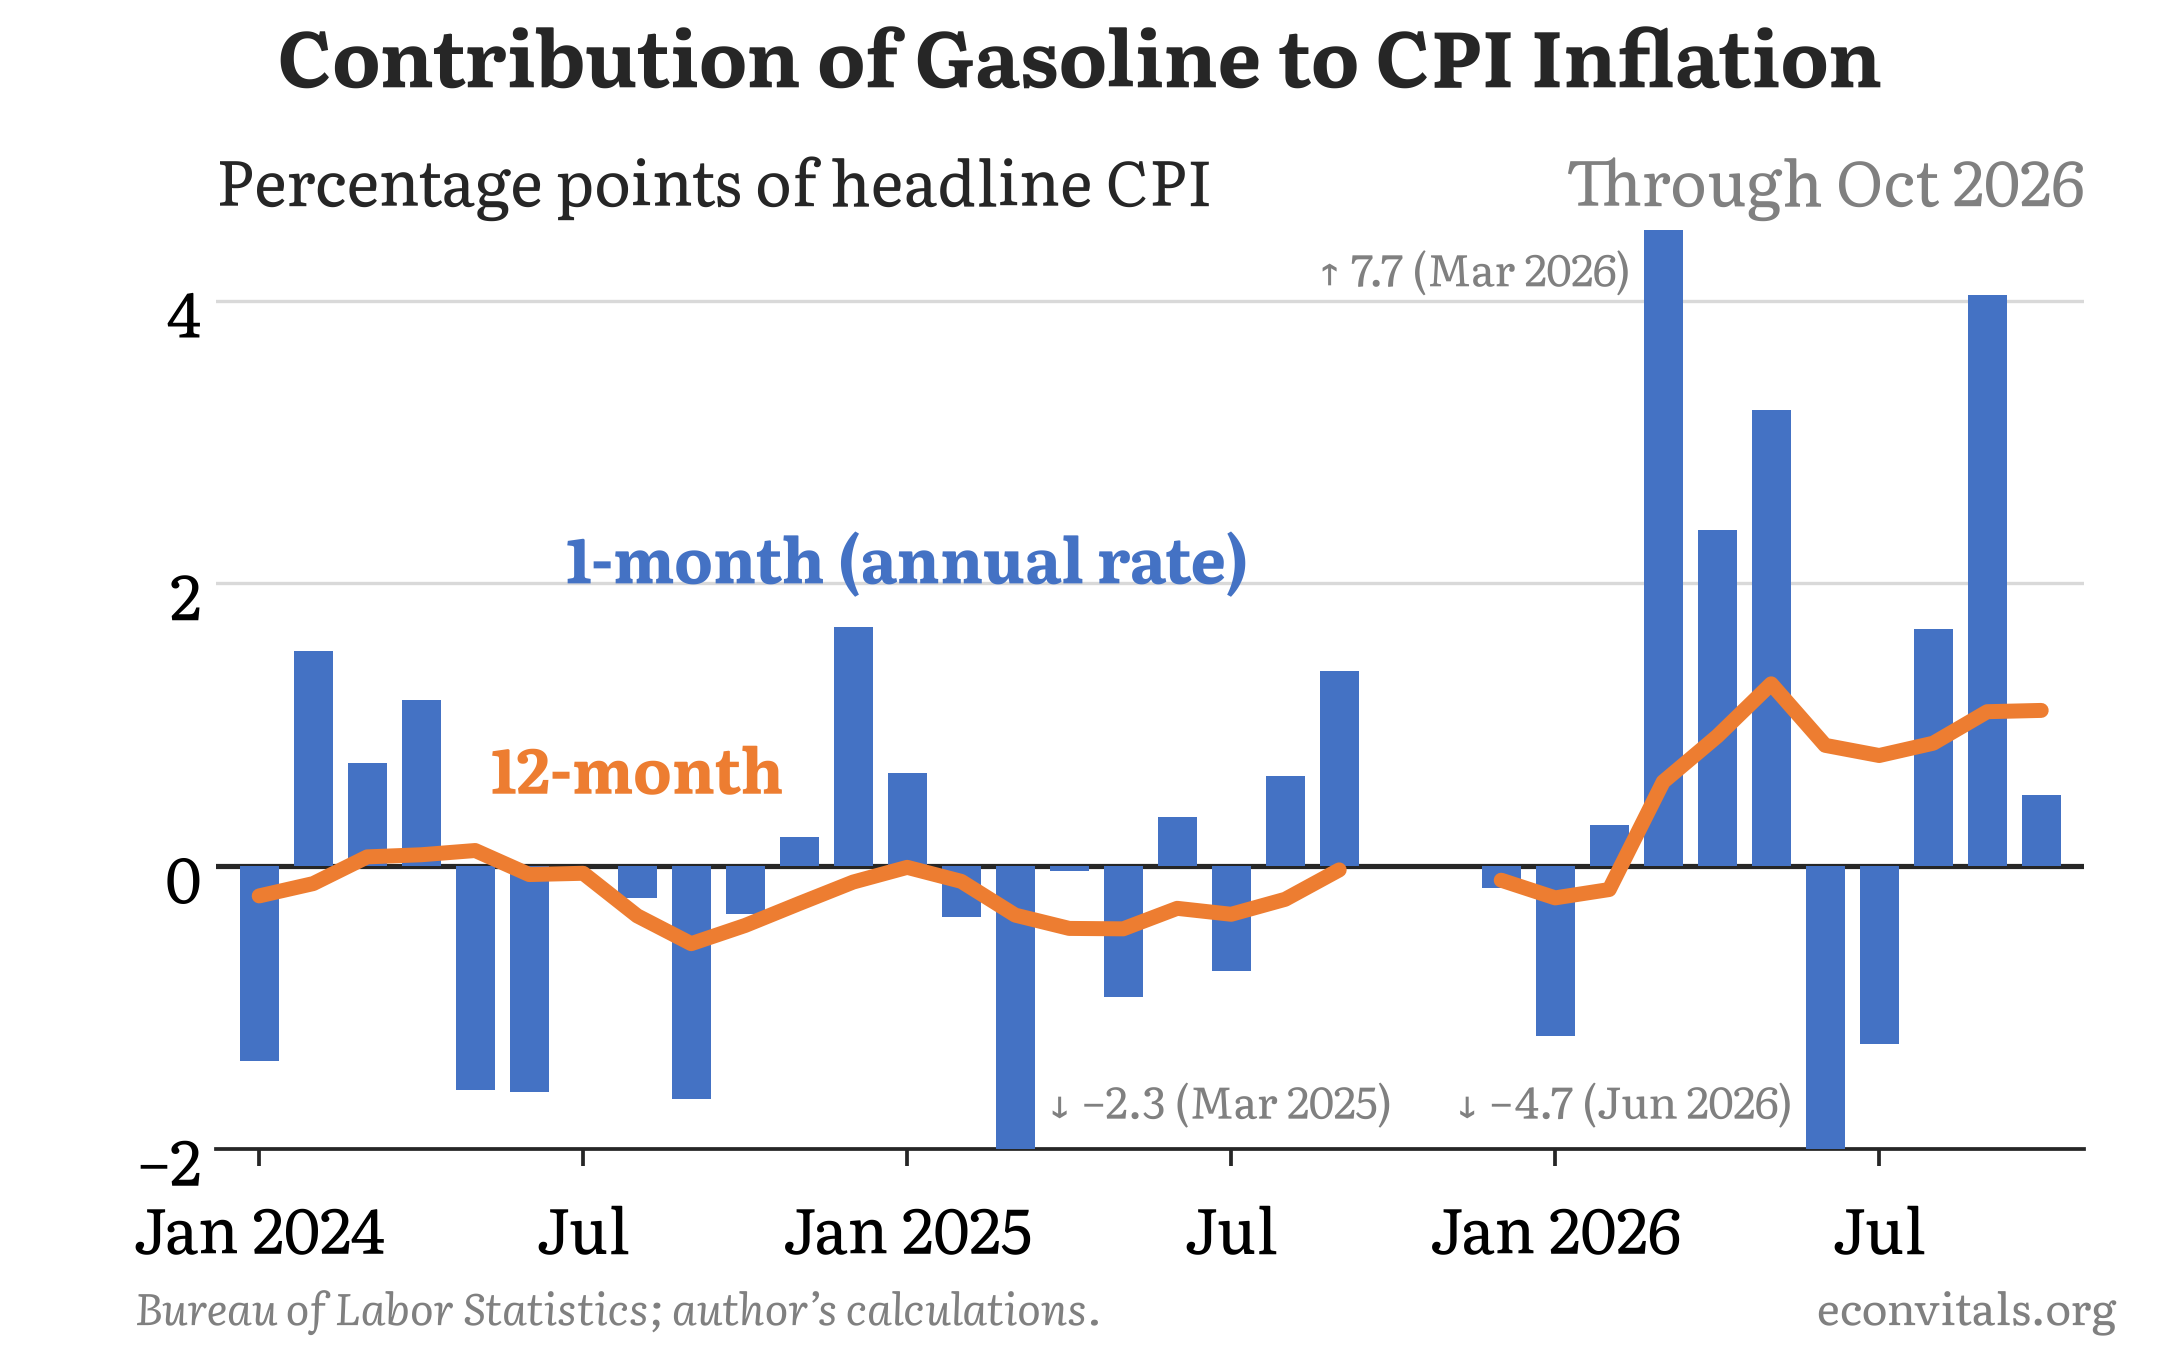 Contribution of Gasoline to CPI Inflation
Percentage points of headline CPI
Through Oct 2026
↑ 7.7 (Mar 2026)
4
1-month (annual rate)
2
12-month
0
↓ −2.3 (Mar 2025)
↓ −4.7 (Jun 2026)
−2
Jan 2024
Jul
Jan 2025
Jul
Jan 2026
Jul
Bureau of Labor Statistics; author’s calculations.
econvitals.org